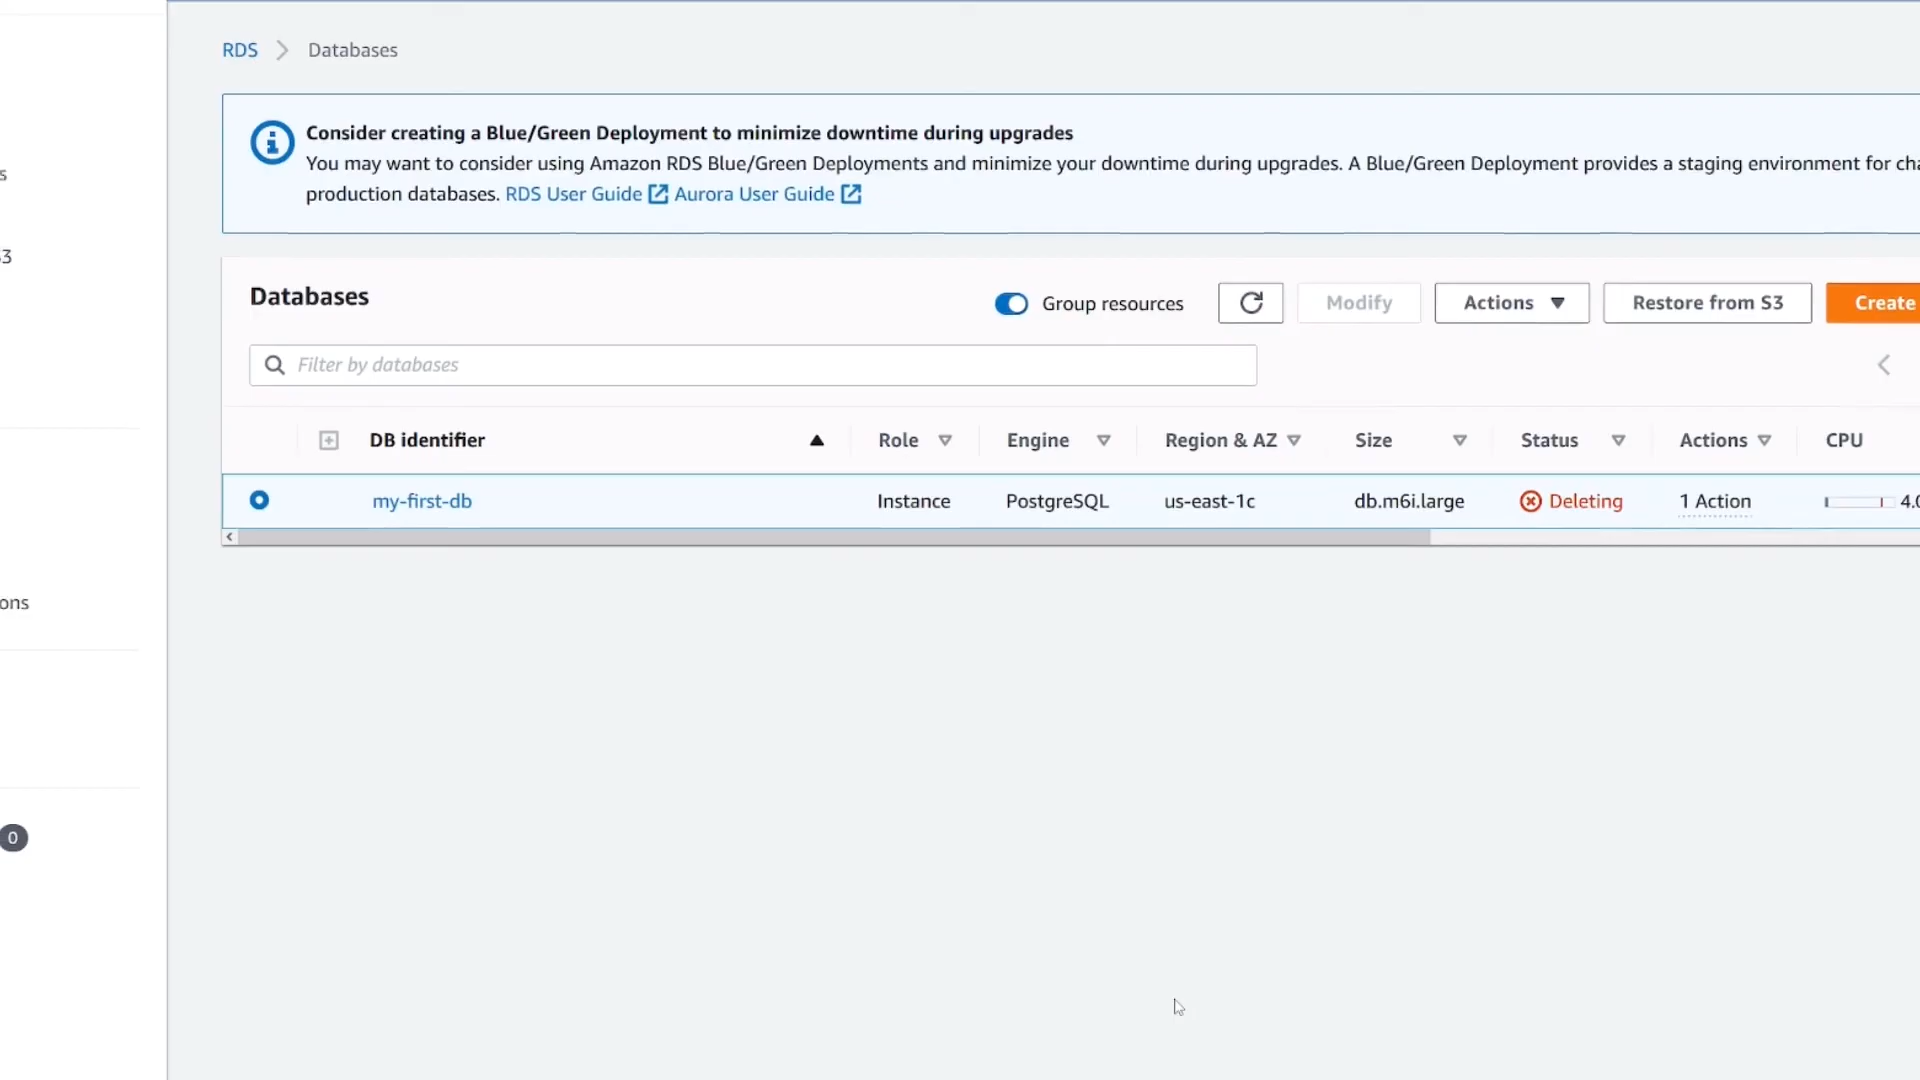 RDS > Databases
Consider creating a Blue/Green Deployment to minimize downtime during upgrades
You may want to consider using Amazon RDS Blue/Green Deployments and minimize your downtime during upgrades. A Blue/Green Deployment provides a staging environment for cha
production databases. RDS User Guide Aurora User Guide
s
S3
Databases
Group resources
Modify
Actions
Restore from S3
Create
Filter by databases
DB identifier Role Engine Region & AZ Size Status Actions CPU
my-first-db Instance PostgreSQL us-east-1c db.m6i.large Deleting 1 Action 4.0
ons
0